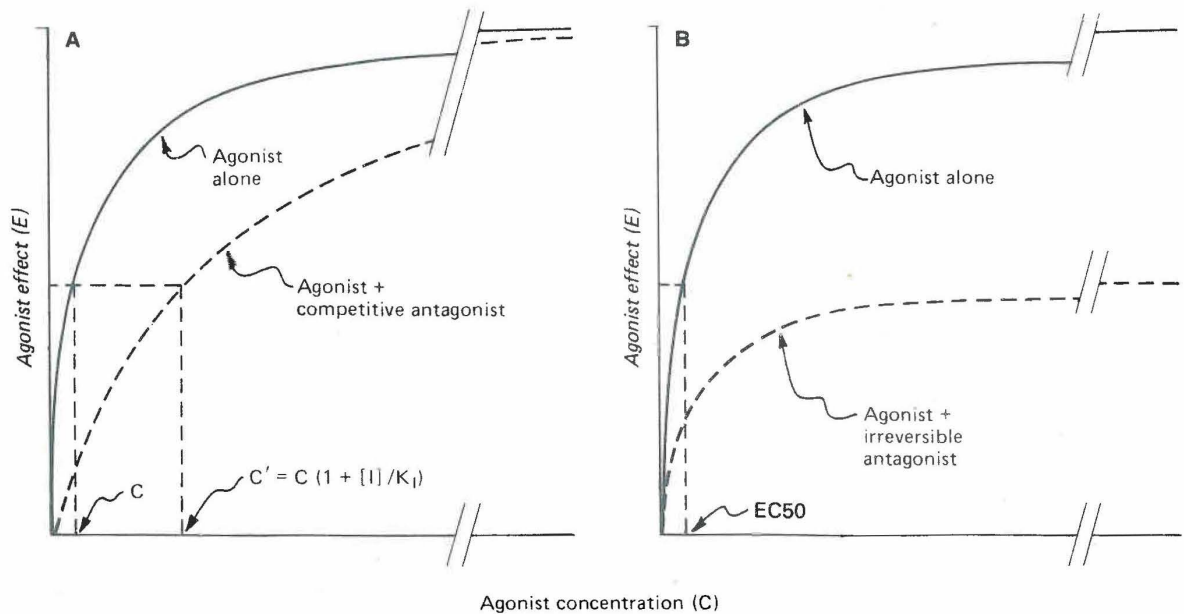 A
Agonist effect (E)
Agonist
alone
Agonist +
competitive antagonist
C
C' = C (1 + [I] /K_I)
B
Agonist effect (E)
Agonist alone
Agonist +
irreversible
antagonist
EC50
Agonist concentration (C)